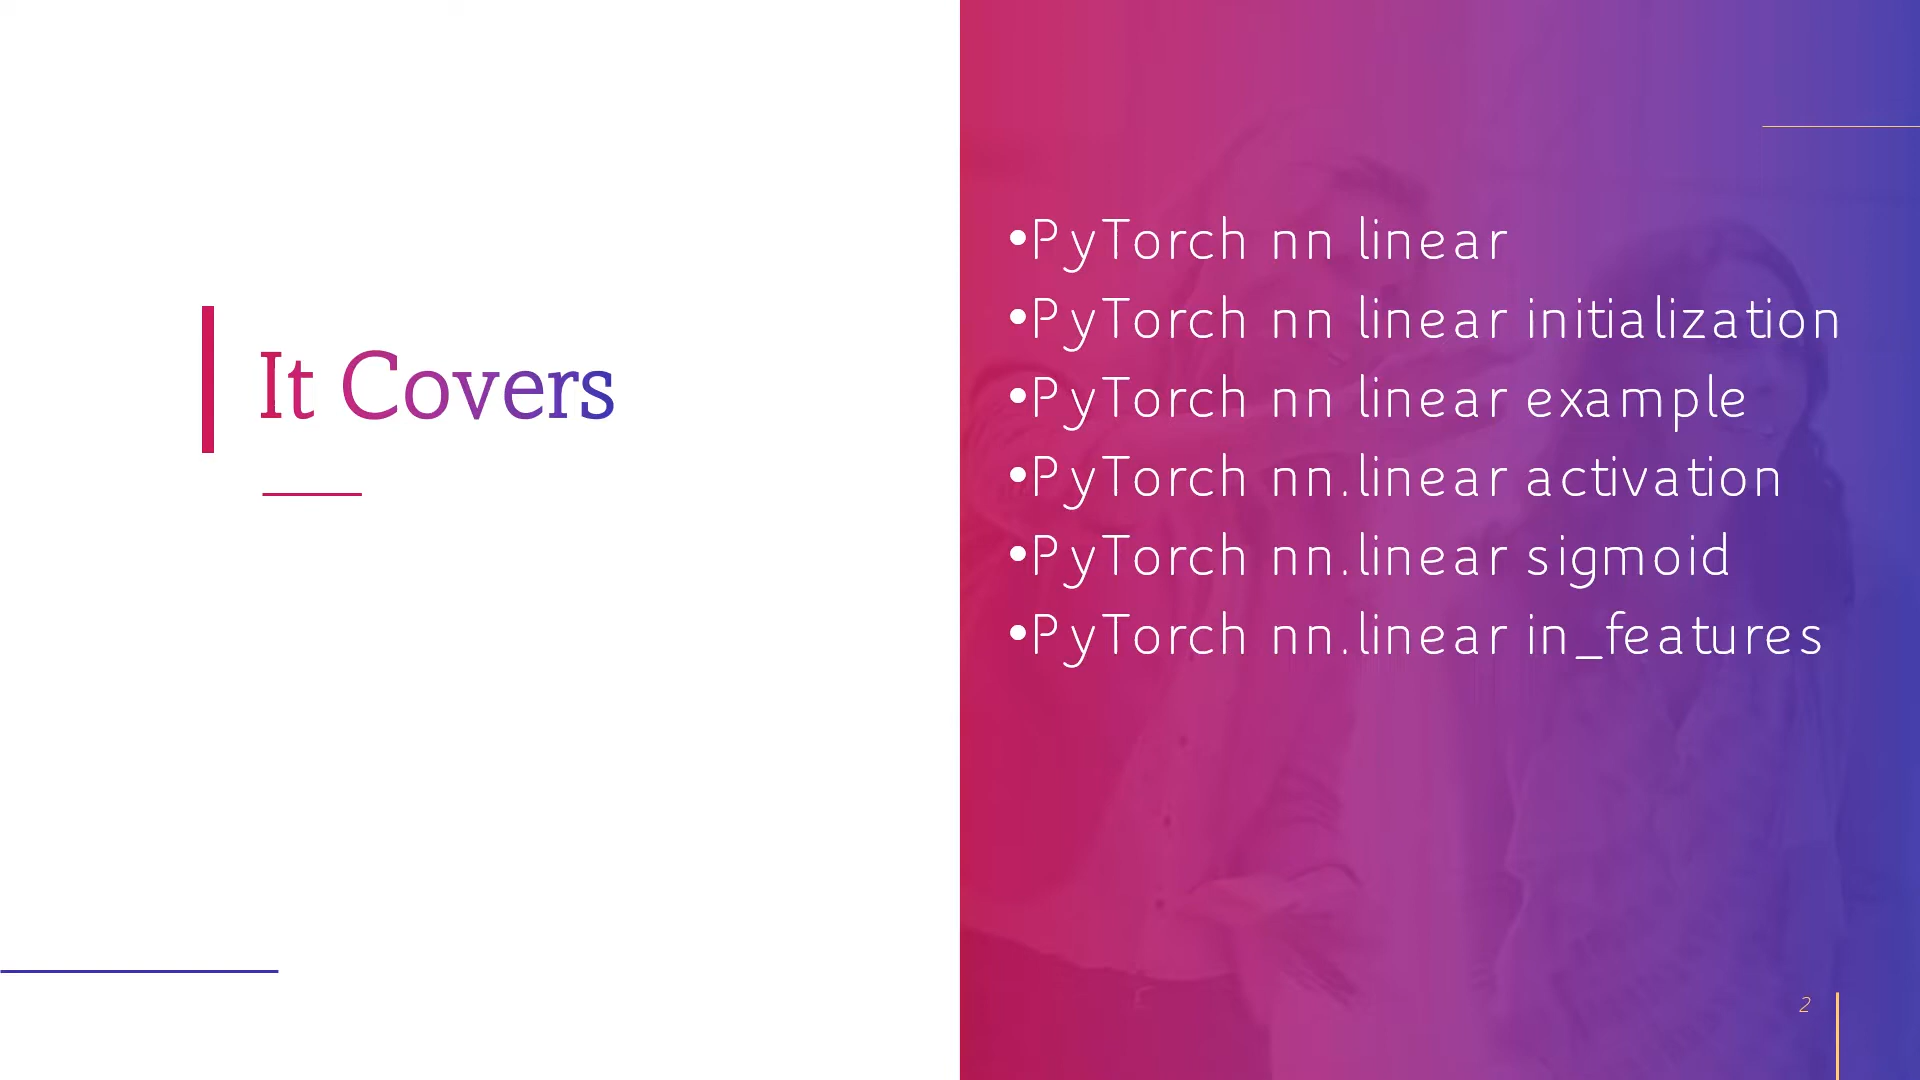 It Covers
•PyTorch nn linear
•PyTorch nn linear initialization
•PyTorch nn linear example
•PyTorch nn.linear activation
•PyTorch nn.linear sigmoid
•PyTorch nn.linear in_features
2